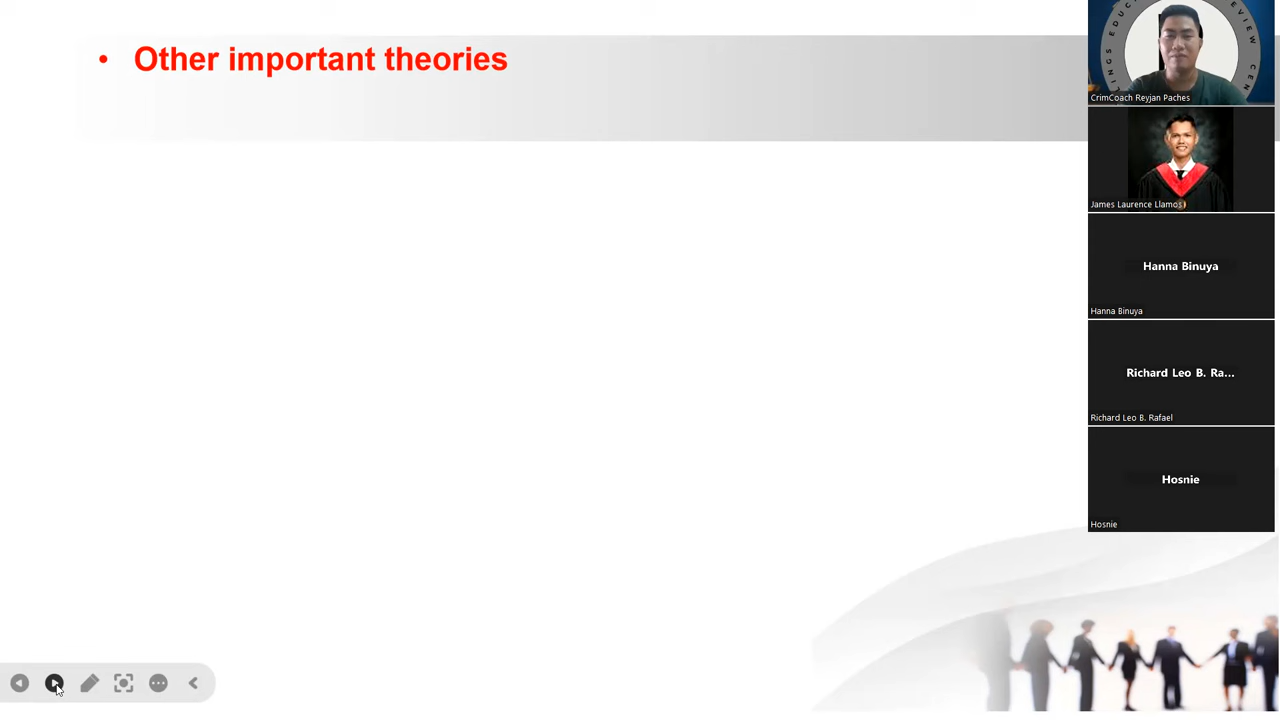 • Other important theories
CrimCoach Reyjan Paches
James Laurence Llamos
Hanna Binuya
Hanna Binuya
Richard Leo B. Ra...
Richard Leo B. Rafael
Hosnie
Hosnie